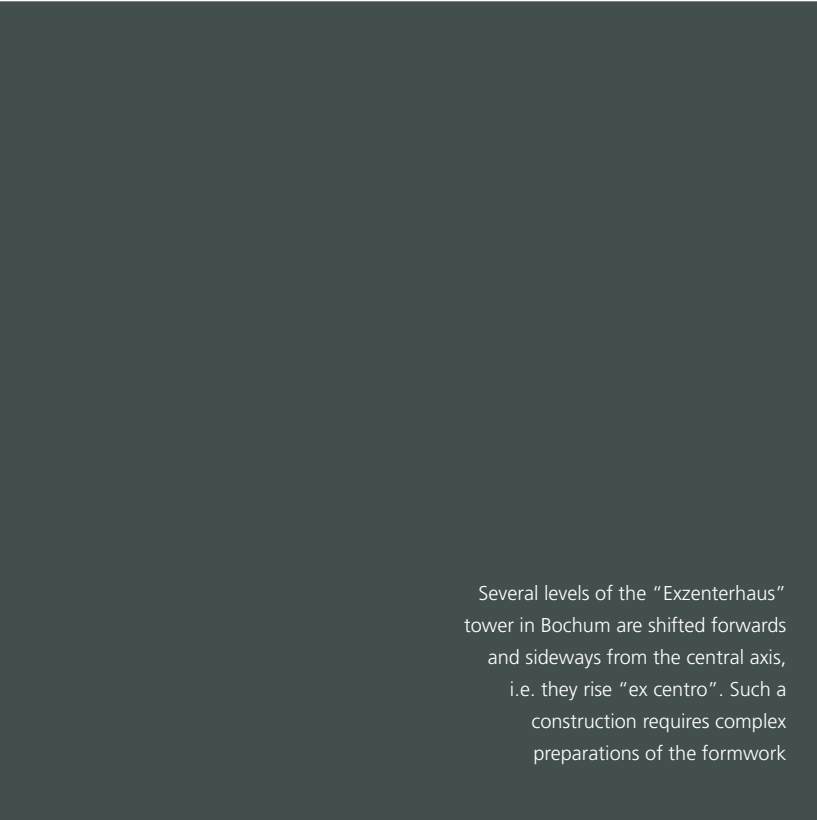 Several levels of the “Exzenterhaus”
tower in Bochum are shifted forwards
and sideways from the central axis,
i.e. they rise “ex centro”. Such a
construction requires complex
preparations of the formwork